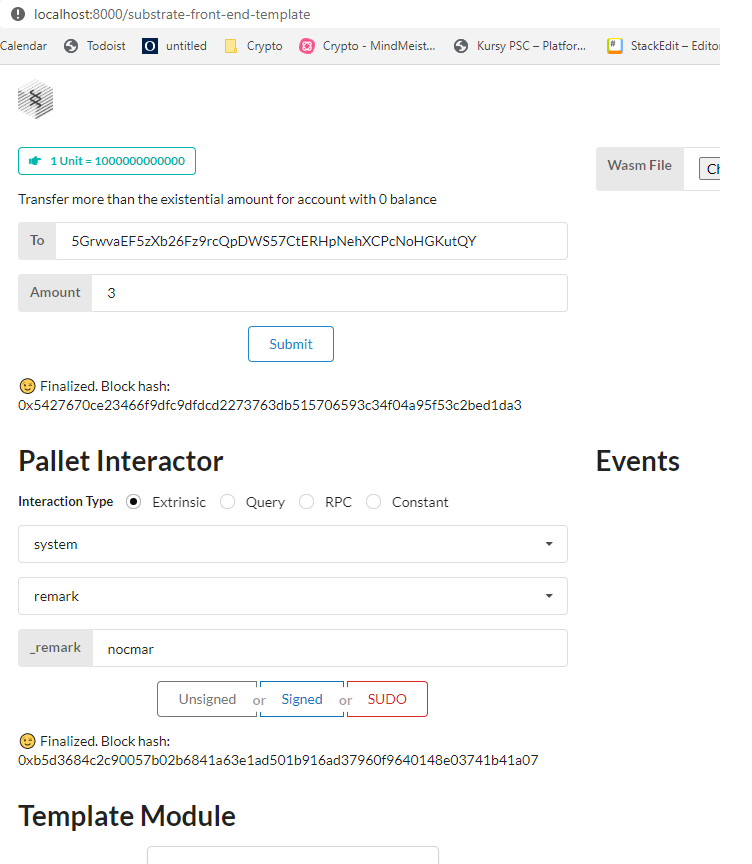 localhost:8000/substrate-front-end-template
Calendar Todoist untitled Crypto Crypto - MindMeist... Kursy PSC – Platfor... StackEdit – Editor
1 Unit = 1000000000000
Wasm File Ch
Transfer more than the existential amount for account with 0 balance
To 5GrwvaEF5zXb26Fz9rcQpDWS57CtERHpNehXCPcNoHGKutQY
Amount 3
Submit
Finalized. Block hash:
0x5427670ce23466f9dfc9dfdcd2273763db515706593c34f04a95f53c2bed1da3
Pallet Interactor
Events
Interaction Type Extrinsic Query RPC Constant
system
remark
_remark nocmar
Unsigned or Signed or SUDO
Finalized. Block hash:
0xb5d3684c2c90057b02b6841a63e1ad501b916ad37960f9640148e03741b41a07
Template Module